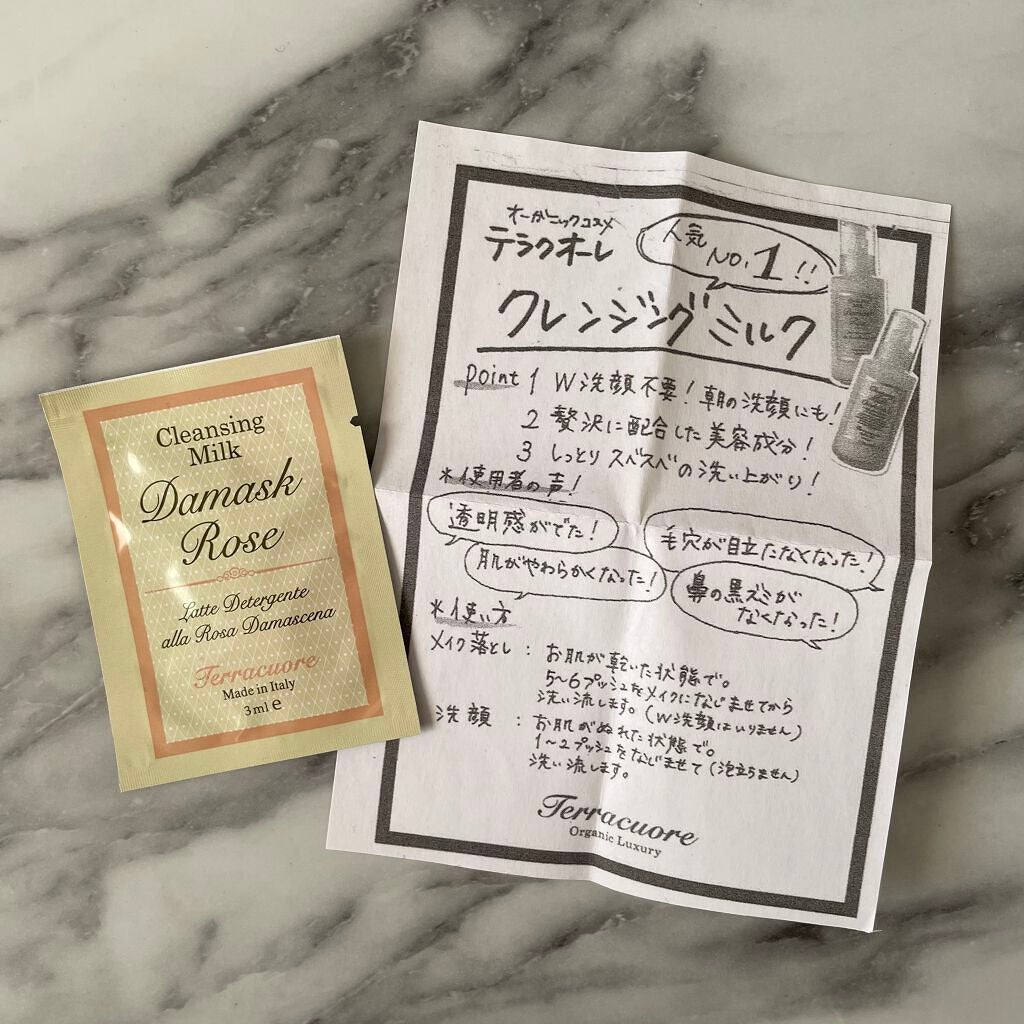 Cleansing
Milk
Damask
Rose
Latte Detergente
alla Rosa Damascena
Terracuore
Made in Italy
3ml e
オーガニックコスメ
テラクオーレ
人気
NO.1!!
クレンジングミルク
point 1 W洗顔不要！朝の洗顔にも！
2 贅沢に配合した美容成分！
3 しっとりスベスベの洗い上がり！
*使用者の声！
透明感がでた！
毛穴が目立たなくなった！
肌がやわらかくなった！
鼻の黒ズミが
なくなった！
*使い方
メイク落とし：お肌が乾いた状態で。
5~6プッシュをメイクになじませてから
洗い流します。(W洗顔はいりません)
洗顔：お肌がぬれた状態で。
1~2プッシュをなじませて(泡立ちません)
洗い流します。
Terracuore
Organic Luxury